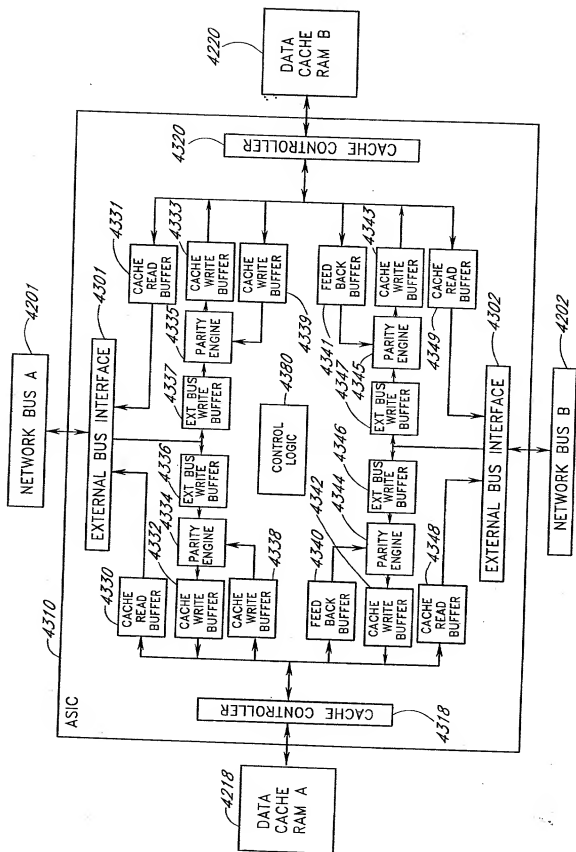 4201
NETWORK BUS A
4310
ASIC
4301
EXTERNAL BUS INTERFACE
4330
CACHE
READ
BUFFER
4331
CACHE
READ
BUFFER
4332
CACHE
WRITE
BUFFER
4334
PARITY
ENGINE
4336
EXT BUS
WRITE
BUFFER
4337
EXT BUS
WRITE
BUFFER
4335
PARITY
ENGINE
4333
CACHE
WRITE
BUFFER
4338
CACHE
WRITE
BUFFER
4339
CACHE
WRITE
BUFFER
4218
DATA
CACHE
RAM A
4318
CACHE CONTROLLER
4380
CONTROL
LOGIC
4320
CACHE CONTROLLER
4220
DATA
CACHE
RAM B
4340
FEED
BACK
BUFFER
4341
FEED
BACK
BUFFER
4342
CACHE
WRITE
BUFFER
4344
PARITY
ENGINE
4346
EXT BUS
WRITE
BUFFER
4347
EXT BUS
WRITE
BUFFER
4345
PARITY
ENGINE
4343
CACHE
WRITE
BUFFER
4348
CACHE
READ
BUFFER
4349
CACHE
READ
BUFFER
4302
EXTERNAL BUS INTERFACE
4202
NETWORK BUS B